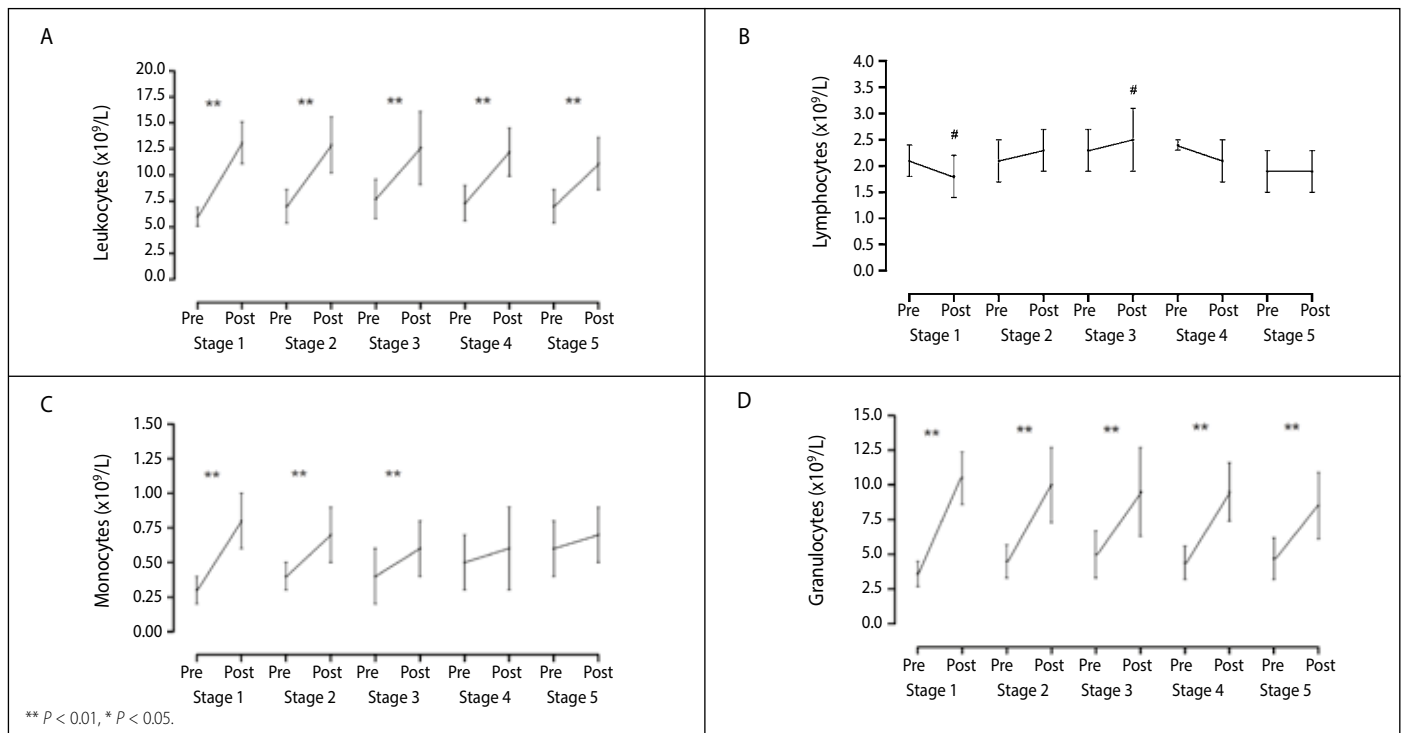 A
Leukocytes (x10⁹/L)
20.0
17.5
15.0
12.5
10.0
7.5
5.0
2.5
0.0
** ** ** ** **
Pre Post Pre Post Pre Post Pre Post Pre Post
Stage 1 Stage 2 Stage 3 Stage 4 Stage 5
B
Lymphocytes (x10⁹/L)
4.0
3.5
3.0
2.5
2.0
1.5
1.0
0.5
0.0
# #
Pre Post Pre Post Pre Post Pre Post Pre Post
Stage 1 Stage 2 Stage 3 Stage 4 Stage 5
C
Monocytes (x10⁹/L)
1.50
1.25
1.00
0.75
0.50
0.25
0.00
** ** **
Pre Post Pre Post Pre Post Pre Post Pre Post
Stage 1 Stage 2 Stage 3 Stage 4 Stage 5
** P < 0.01, * P < 0.05.
D
Granulocytes (x10⁹/L)
15.0
12.5
10.0
7.5
5.0
2.5
0.0
** ** ** ** **
Pre Post Pre Post Pre Post Pre Post Pre Post
Stage 1 Stage 2 Stage 3 Stage 4 Stage 5